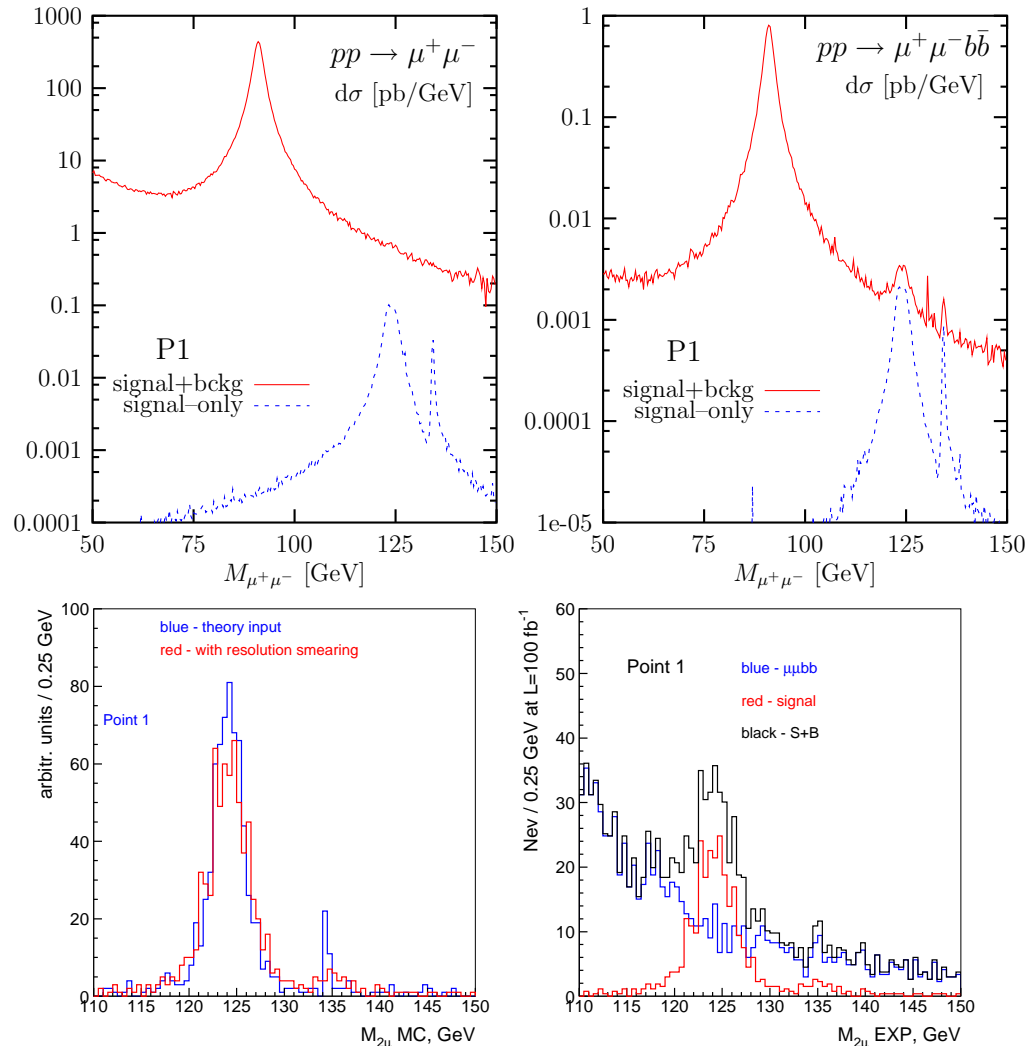 1000
100
10
1
0.1
0.01
0.001
0.0001
pp → μ⁺μ⁻
dσ [pb/GeV]
P1
signal+bckg
signal–only
50 75 100 125 150
M_{μ⁺μ⁻} [GeV]
1
0.1
0.01
0.001
0.0001
1e-05
pp → μ⁺μ⁻bb̄
dσ [pb/GeV]
P1
signal+bckg
signal–only
50 75 100 125 150
M_{μ⁺μ⁻} [GeV]
arbitr. units / 0.25 GeV
100
80
60
40
20
0
blue - theory input
red - with resolution smearing
Point 1
110 115 120 125 130 135 140 145 150
M_{2μ} MC, GeV
Nev / 0.25 GeV at L=100 fb⁻¹
60
50
40
30
20
10
0
Point 1
blue - μμbb
red - signal
black - S+B
110 115 120 125 130 135 140 145 150
M_{2μ} EXP, GeV